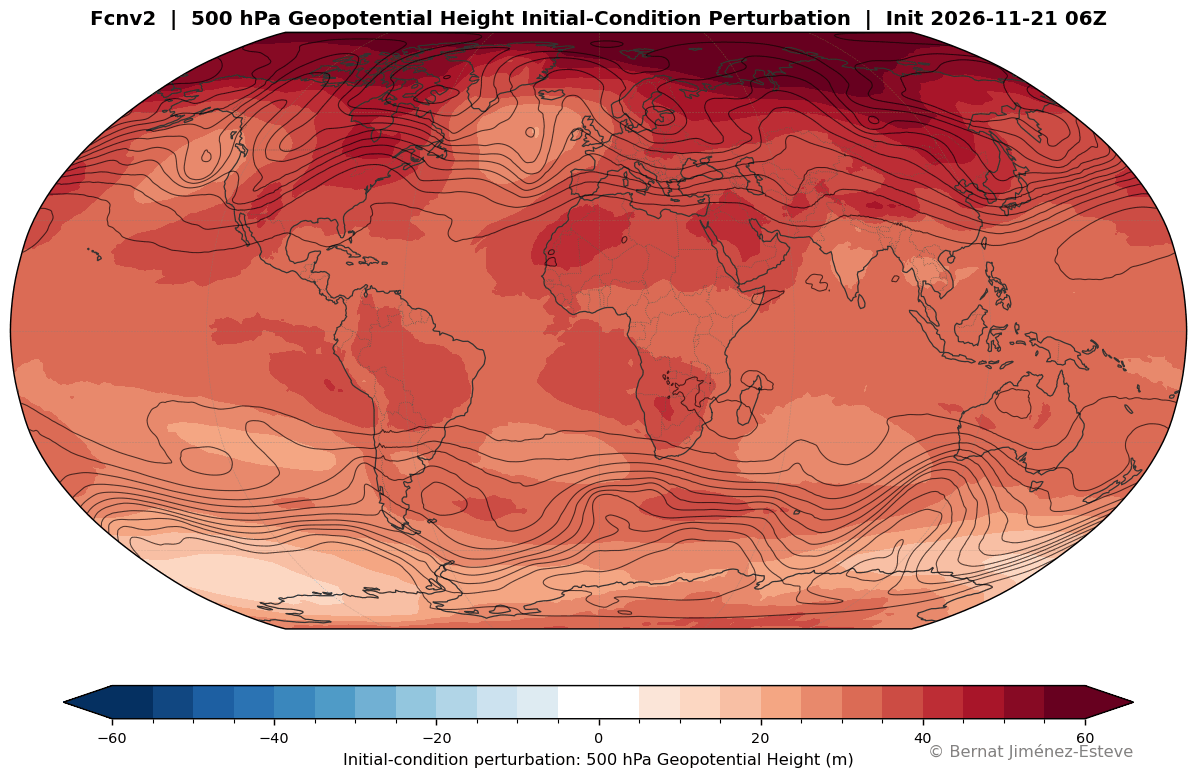 Fcnv2 | 500 hPa Geopotential Height Initial-Condition Perturbation | Init 2026-11-21 06Z
−60 −40 −20 0 20 40 60
Initial-condition perturbation: 500 hPa Geopotential Height (m)
© Bernat Jiménez-Esteve